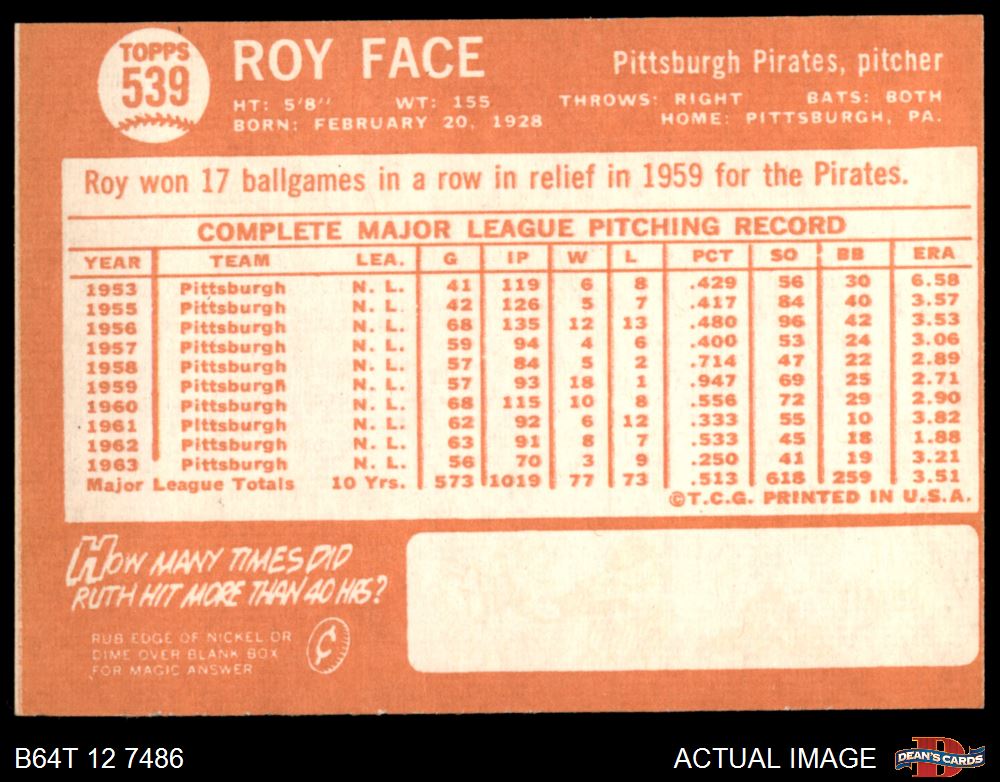 TOPPS
539
ROY FACE
Pittsburgh Pirates, pitcher
HT: 5'8" WT: 155 THROWS: RIGHT BATS: BOTH
BORN: FEBRUARY 20, 1928 HOME: PITTSBURGH, PA.
Roy won 17 ballgames in a row in relief in 1959 for the Pirates.
COMPLETE MAJOR LEAGUE PITCHING RECORD
YEAR TEAM LEA. G IP W L PCT SO BB ERA
1953 Pittsburgh N. L. 41 119 6 8 .429 56 30 6.58
1955 Pittsburgh N. L. 42 126 5 7 .417 84 40 3.57
1956 Pittsburgh N. L. 68 135 12 13 .480 96 42 3.53
1957 Pittsburgh N. L. 59 94 4 6 .400 53 24 3.06
1958 Pittsburgh N. L. 57 84 5 2 .714 47 22 2.89
1959 Pittsburgh N. L. 57 93 18 1 .947 69 25 2.71
1960 Pittsburgh N. L. 68 115 10 8 .556 72 29 2.90
1961 Pittsburgh N. L. 62 92 6 12 .333 55 10 3.82
1962 Pittsburgh N. L. 63 91 8 7 .533 45 18 1.88
1963 Pittsburgh N. L. 56 70 3 9 .250 41 19 3.21
Major League Totals 10 Yrs. 573 1019 77 73 .513 618 259 3.51
©T.C.G. PRINTED IN U.S.A.
HOW MANY TIMES DID
RUTH HIT MORE THAN 40 HRS?
RUB EDGE OF NICKEL OR
DIME OVER BLANK BOX
FOR MAGIC ANSWER
¢
B64T 12 7486
ACTUAL IMAGE
D
DEAN'S CARDS